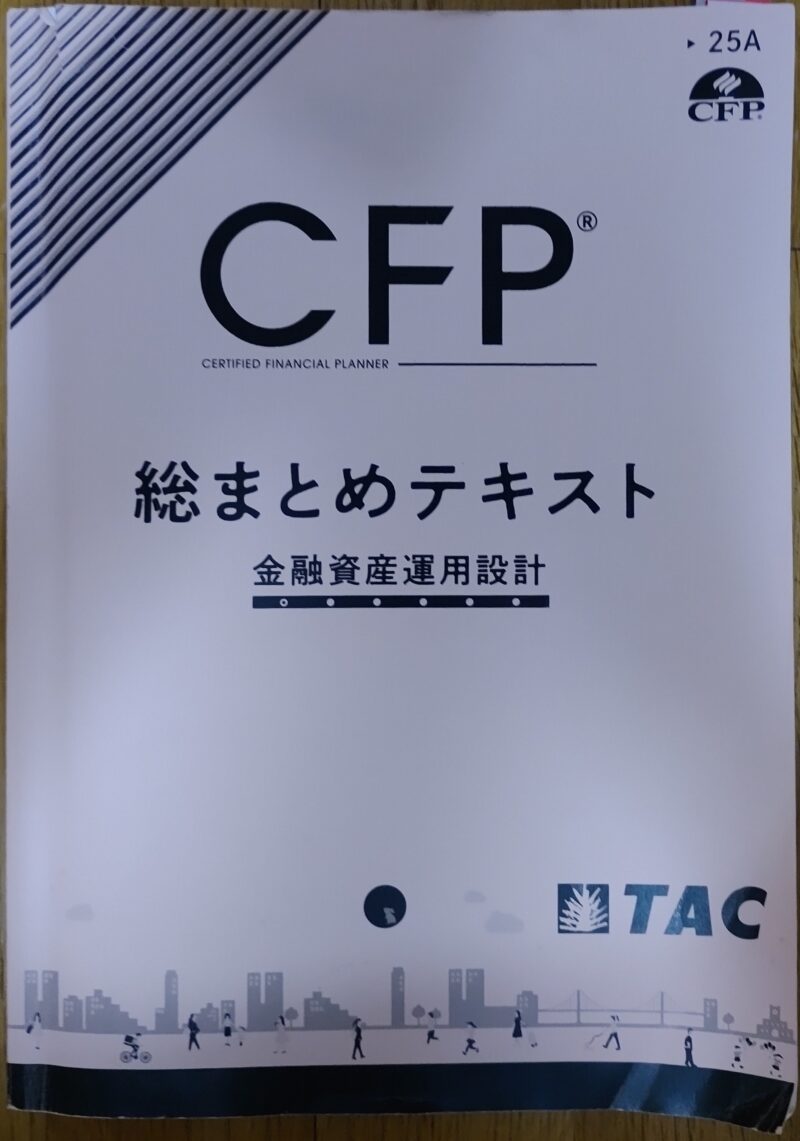 ▸ 25A
CFP®
CFP®
CERTIFIED FINANCIAL PLANNER
総まとめテキスト
金融資産運用設計
TAC